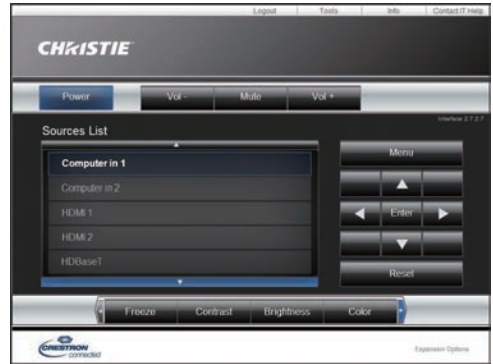 Logout Tools Info Contact IT Help
CHRISTIE
Power Vol - Mute Vol +
Interface 2.7.2.7
Sources List
Computer in 1
Menu
Computer in 2
HDMI 1
Enter
HDMI 2
HDBaseT
Reset
Freeze Contrast Brightness Color
CRESTRON
connected
Expansion Options